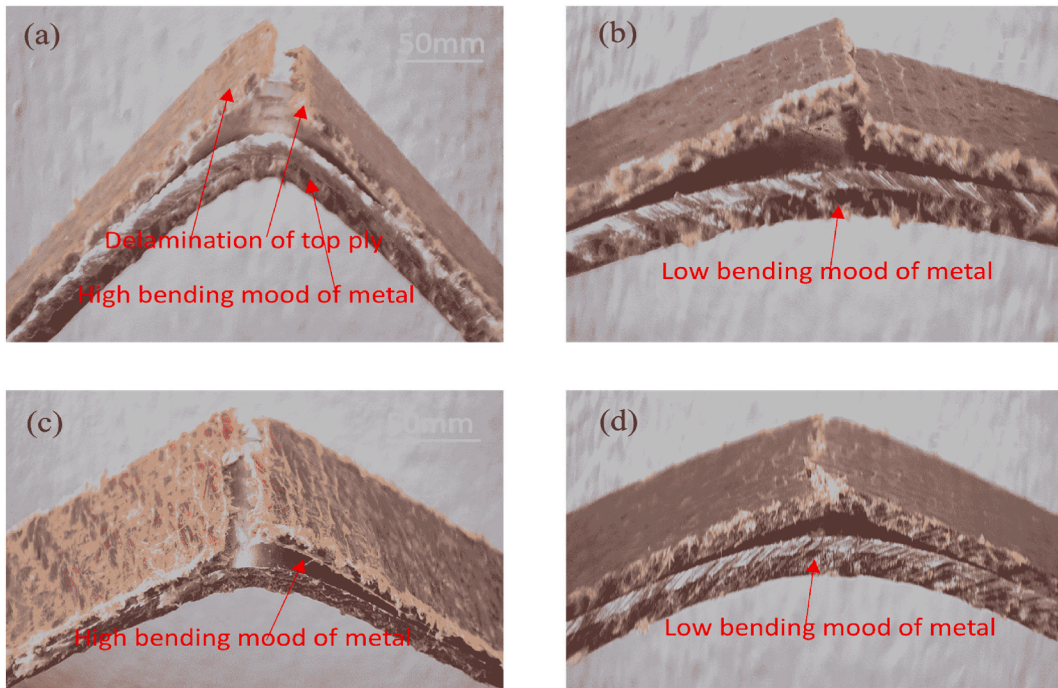 (a)
50mm
Delamination of top ply
High bending mood of metal
(b)
Low bending mood of metal
(c)
50mm
High bending mood of metal
(d)
Low bending mood of metal